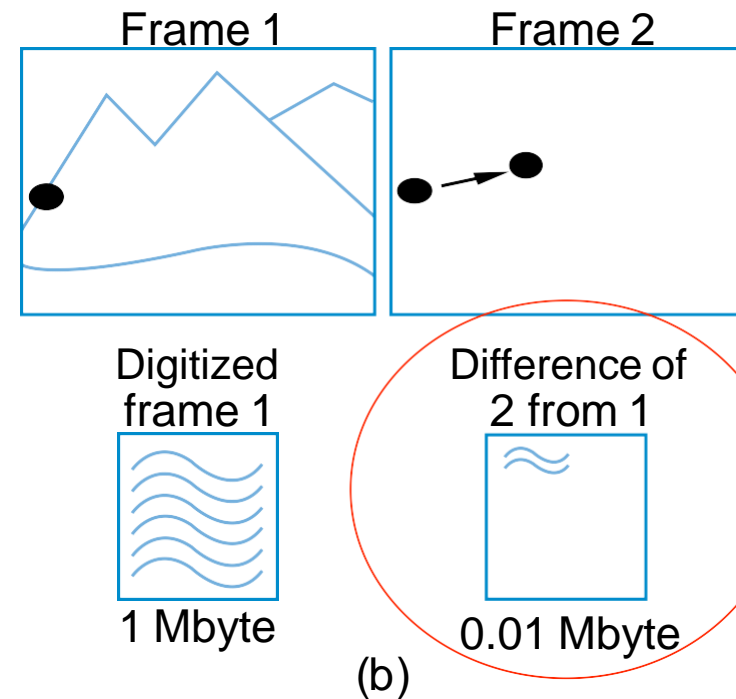 Frame 1
Frame 2
Digitized
frame 1
Difference of
2 from 1
1 Mbyte
0.01 Mbyte
(b)